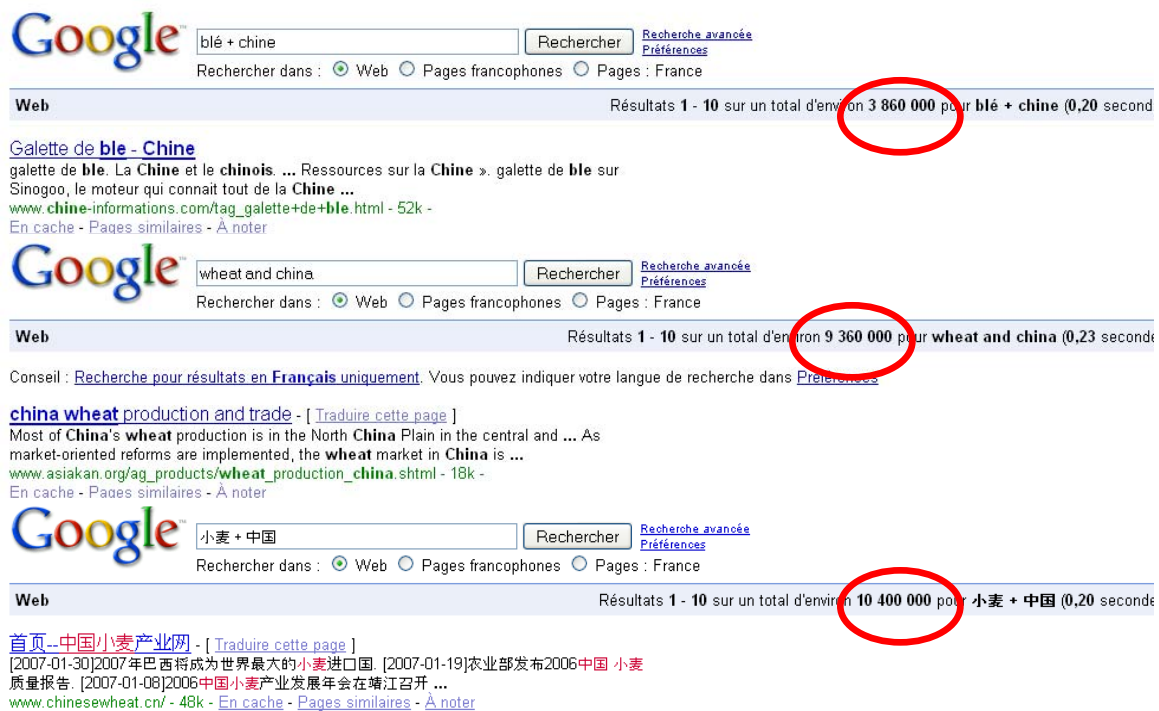 Google™ blé + chine Rechercher Recherche avancée
Préférences
Rechercher dans : Web Pages francophones Pages : France
Web Résultats 1 - 10 sur un total d'environ 3 860 000 pour blé + chine (0,20 second
Galette de ble - Chine
galette de ble. La Chine et le chinois. ... Ressources sur la Chine ». galette de ble sur
Sinogoo, le moteur qui connait tout de la Chine ...
www.chine-informations.com/tag_galette+de+ble.html - 52k -
En cache - Pages similaires - À noter
Google™ wheat and china Rechercher Recherche avancée
Préférences
Rechercher dans : Web Pages francophones Pages : France
Web Résultats 1 - 10 sur un total d'environ 9 360 000 pour wheat and china (0,23 seconde
Conseil : Recherche pour résultats en Français uniquement. Vous pouvez indiquer votre langue de recherche dans Préférences
china wheat production and trade - [ Traduire cette page ]
Most of China's wheat production is in the North China Plain in the central and ... As
market-oriented reforms are implemented, the wheat market in China is ...
www.asiakan.org/ag_products/wheat_production_china.shtml - 18k -
En cache - Pages similaires - À noter
Google™ 小麦 + 中国 Rechercher Recherche avancée
Préférences
Rechercher dans : Web Pages francophones Pages : France
Web Résultats 1 - 10 sur un total d'environ 10 400 000 pour 小麦 + 中国 (0,20 seconde
首页--中国小麦产业网 - [ Traduire cette page ]
[2007-01-30]2007年巴西将成为世界最大的小麦进口国. [2007-01-19]农业部发布2006中国 小麦
质量报告. [2007-01-08]2006中国小麦产业发展年会在靖江召开 ...
www.chinesewheat.cn/ - 48k - En cache - Pages similaires - À noter